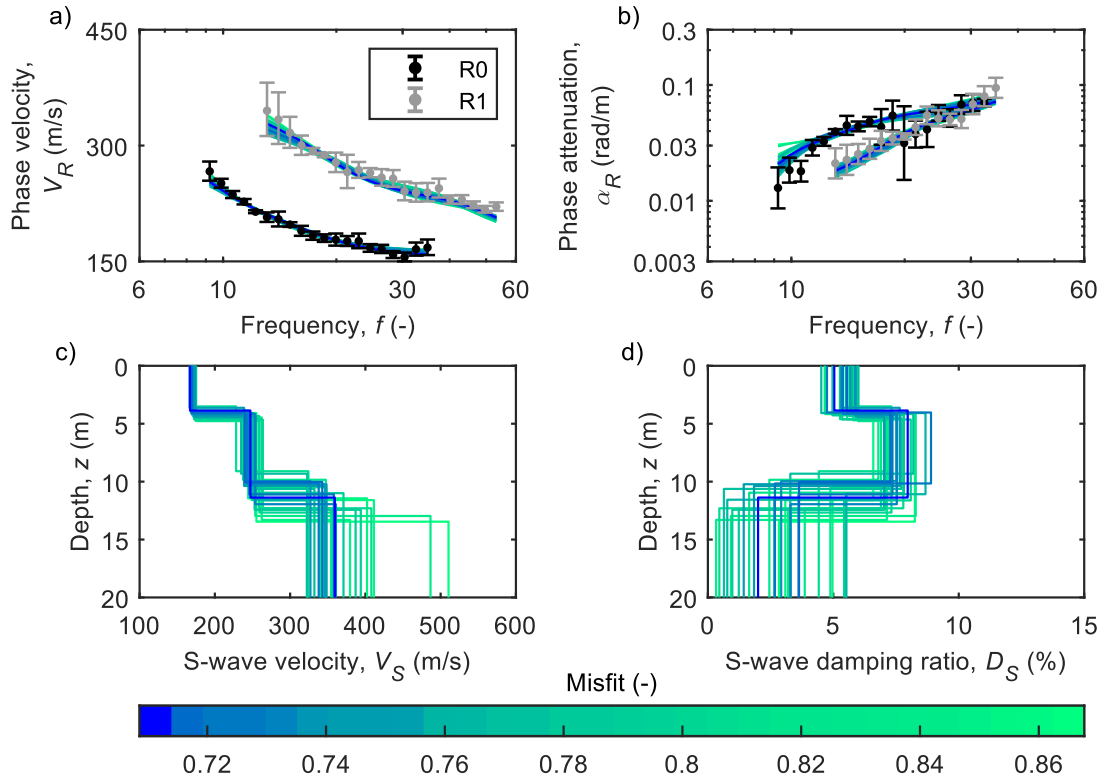 a)
450
300
150
Phase velocity,
V_R (m/s)
R0
R1
6 10 30 60
Frequency, f (-)
b)
0.3
0.1
0.03
0.01
0.003
Phase attenuation,
α_R (rad/m)
6 10 30 60
Frequency, f (-)
c)
0
5
10
15
20
Depth, z (m)
100 200 300 400 500 600
S-wave velocity, V_S (m/s)
d)
0
5
10
15
20
Depth, z (m)
0 5 10 15
S-wave damping ratio, D_S (%)
Misfit (-)
0.72 0.74 0.76 0.78 0.8 0.82 0.84 0.86